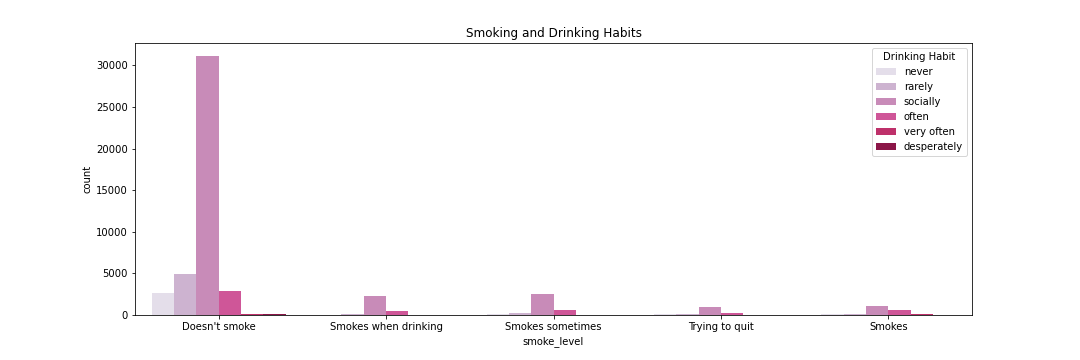 Smoking and Drinking Habits
30000
25000
20000
15000
10000
5000
0
count
Drinking Habit
never
rarely
socially
often
very often
desperately
Doesn't smoke
Smokes when drinking
Smokes sometimes
Trying to quit
Smokes
smoke_level